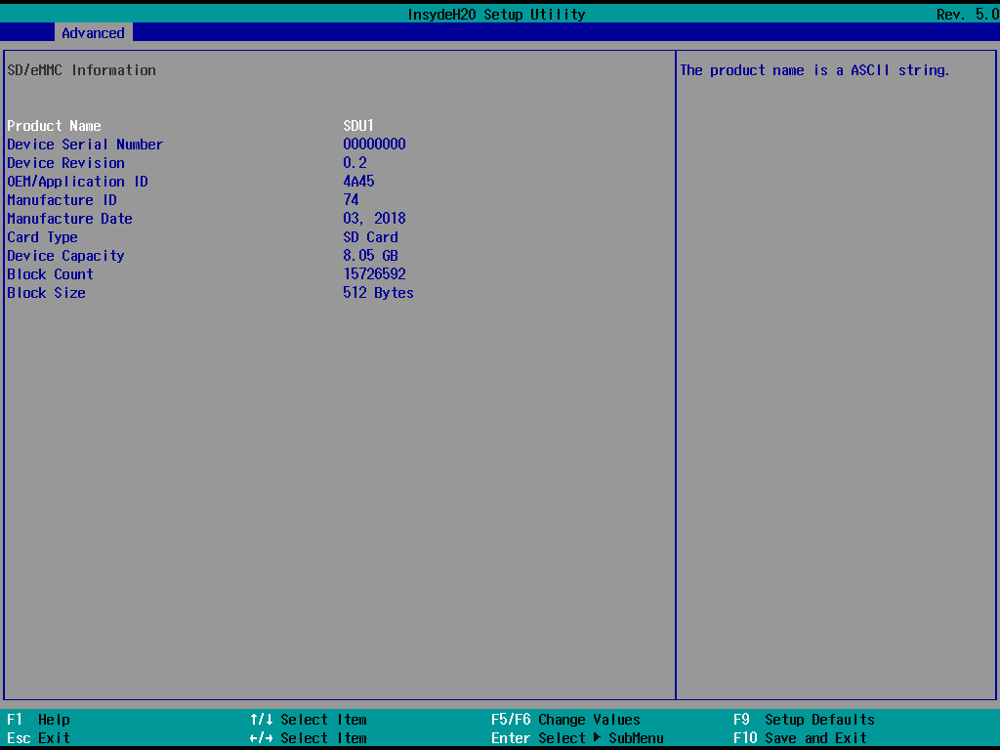 InsydeH20 Setup Utility Rev. 5.0
Advanced
SD/eMMC Information
The product name is a ASCII string.
Product Name SDU1
Device Serial Number 00000000
Device Revision 0.2
OEM/Application ID 4A45
Manufacture ID 74
Manufacture Date 03, 2018
Card Type SD Card
Device Capacity 8.05 GB
Block Count 15726592
Block Size 512 Bytes
F1 Help ↑/↓ Select Item F5/F6 Change Values F9 Setup Defaults
Esc Exit ←/→ Select Item Enter Select ▶ SubMenu F10 Save and Exit